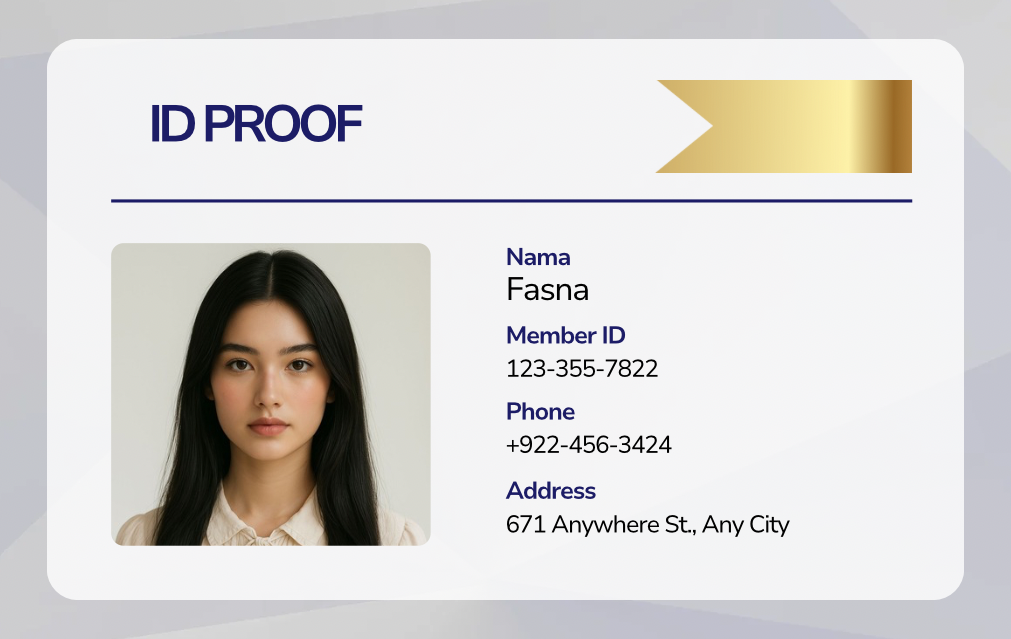 ID PROOF
Nama
Fasna
Member ID
123-355-7822
Phone
+922-456-3424
Address
671 Anywhere St., Any City